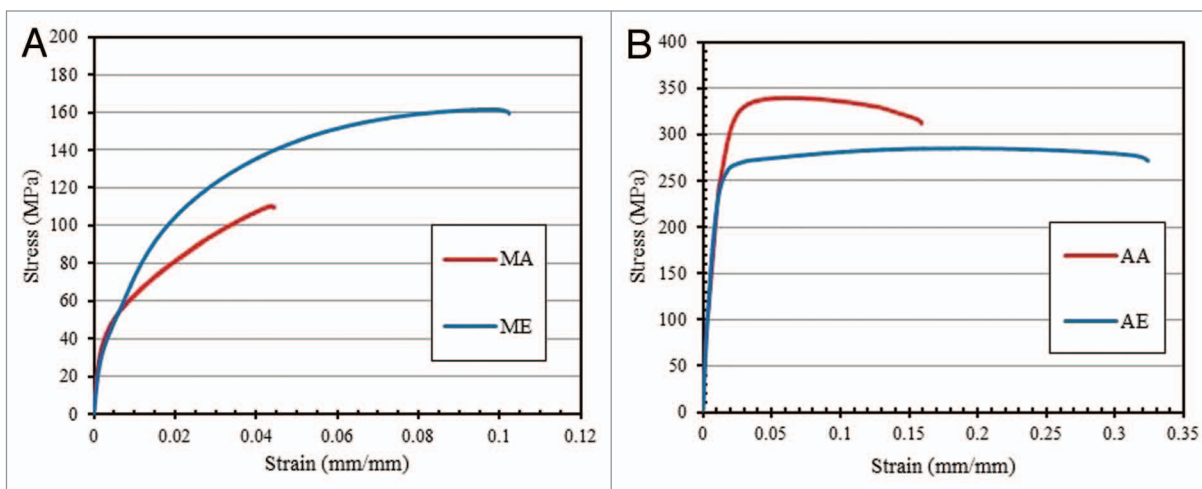 A
200
180
160
140
120
100
80
60
40
20
0
Stress (MPa)
MA
ME
0 0.02 0.04 0.06 0.08 0.1 0.12
Strain (mm/mm)
B
400
350
300
250
200
150
100
50
0
Stress (MPa)
AA
AE
0 0.05 0.1 0.15 0.2 0.25 0.3 0.35
Strain (mm/mm)